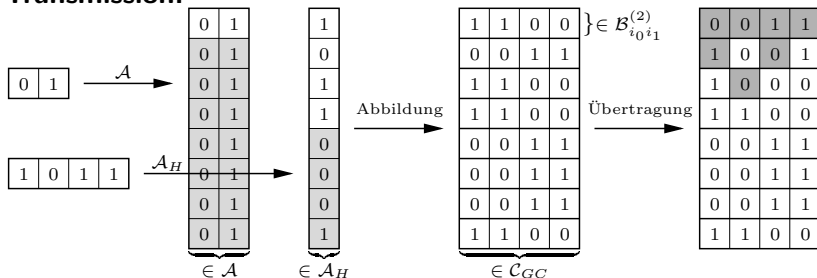 Transmission:
0 1 1 1 1 0 0 } ∈ 𝓑_{i_0 i_1}^{(2)} 0 0 1 1
0 1 0 0 0 1 1 1 0 0 1
0 1 𝓐 0 1 1 1 1 0 0 1 0 0 0
0 1 1 1 1 0 0 1 1 0 0
Abbildung Übertragung
0 1 0 0 0 1 1 0 0 1 1
1 0 1 1 𝓐_H 0 1 0 0 0 1 1 0 0 1 1
0 1 0 0 0 1 1 0 0 1 1
0 1 1 1 1 0 0 1 1 0 0
∈ 𝓐 ∈ 𝓐_H ∈ 𝓒_{GC}